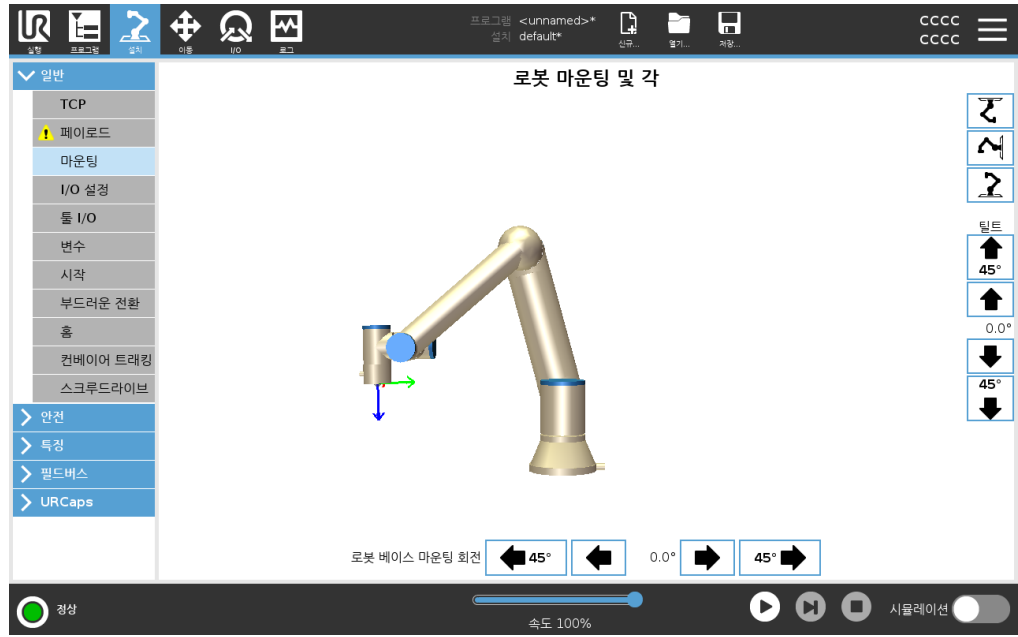 UR
프로그램 <unnamed>*
설치 default*
cccc
cccc
실행
프로그램
설치
이동
I/O
로그
신규...
열기...
저장...
일반
TCP
페이로드
마운팅
I/O 설정
툴 I/O
변수
시작
부드러운 전환
홈
컨베이어 트래킹
스크루드라이브
안전
특징
필드버스
URCaps
로봇 마운팅 및 각
틸트
45°
0.0°
45°
로봇 베이스 마운팅 회전 45° 0.0° 45°
정상
속도 100%
시뮬레이션